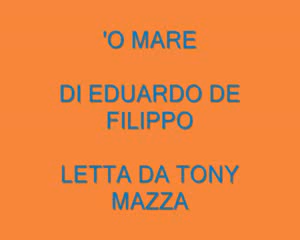 'O MARE
DI EDUARDO DE
FILIPPO
LETTA DA TONY
MAZZA